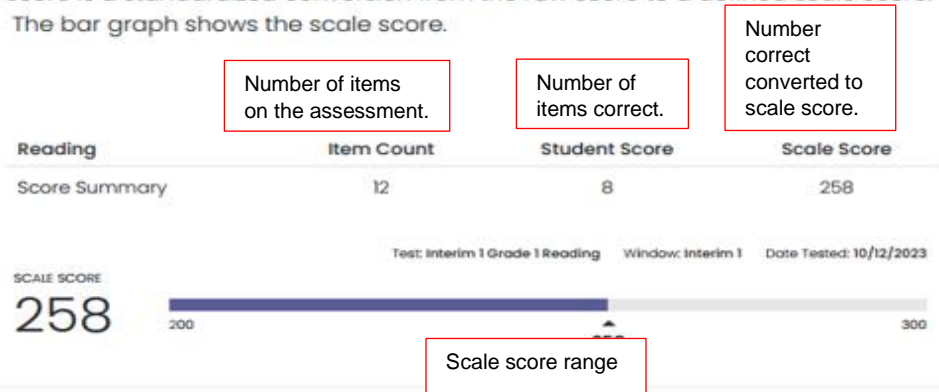 The bar graph shows the scale score.
Number of items
on the assessment.
Number of
items correct.
Number
correct
converted to
scale score.
Reading Item Count Student Score Scale Score
Score Summary 12 8 258
Test: Interim 1 Grade 1 Reading Window: Interim 1 Date Tested: 10/12/2023
SCALE SCORE
258
200 300
Scale score range